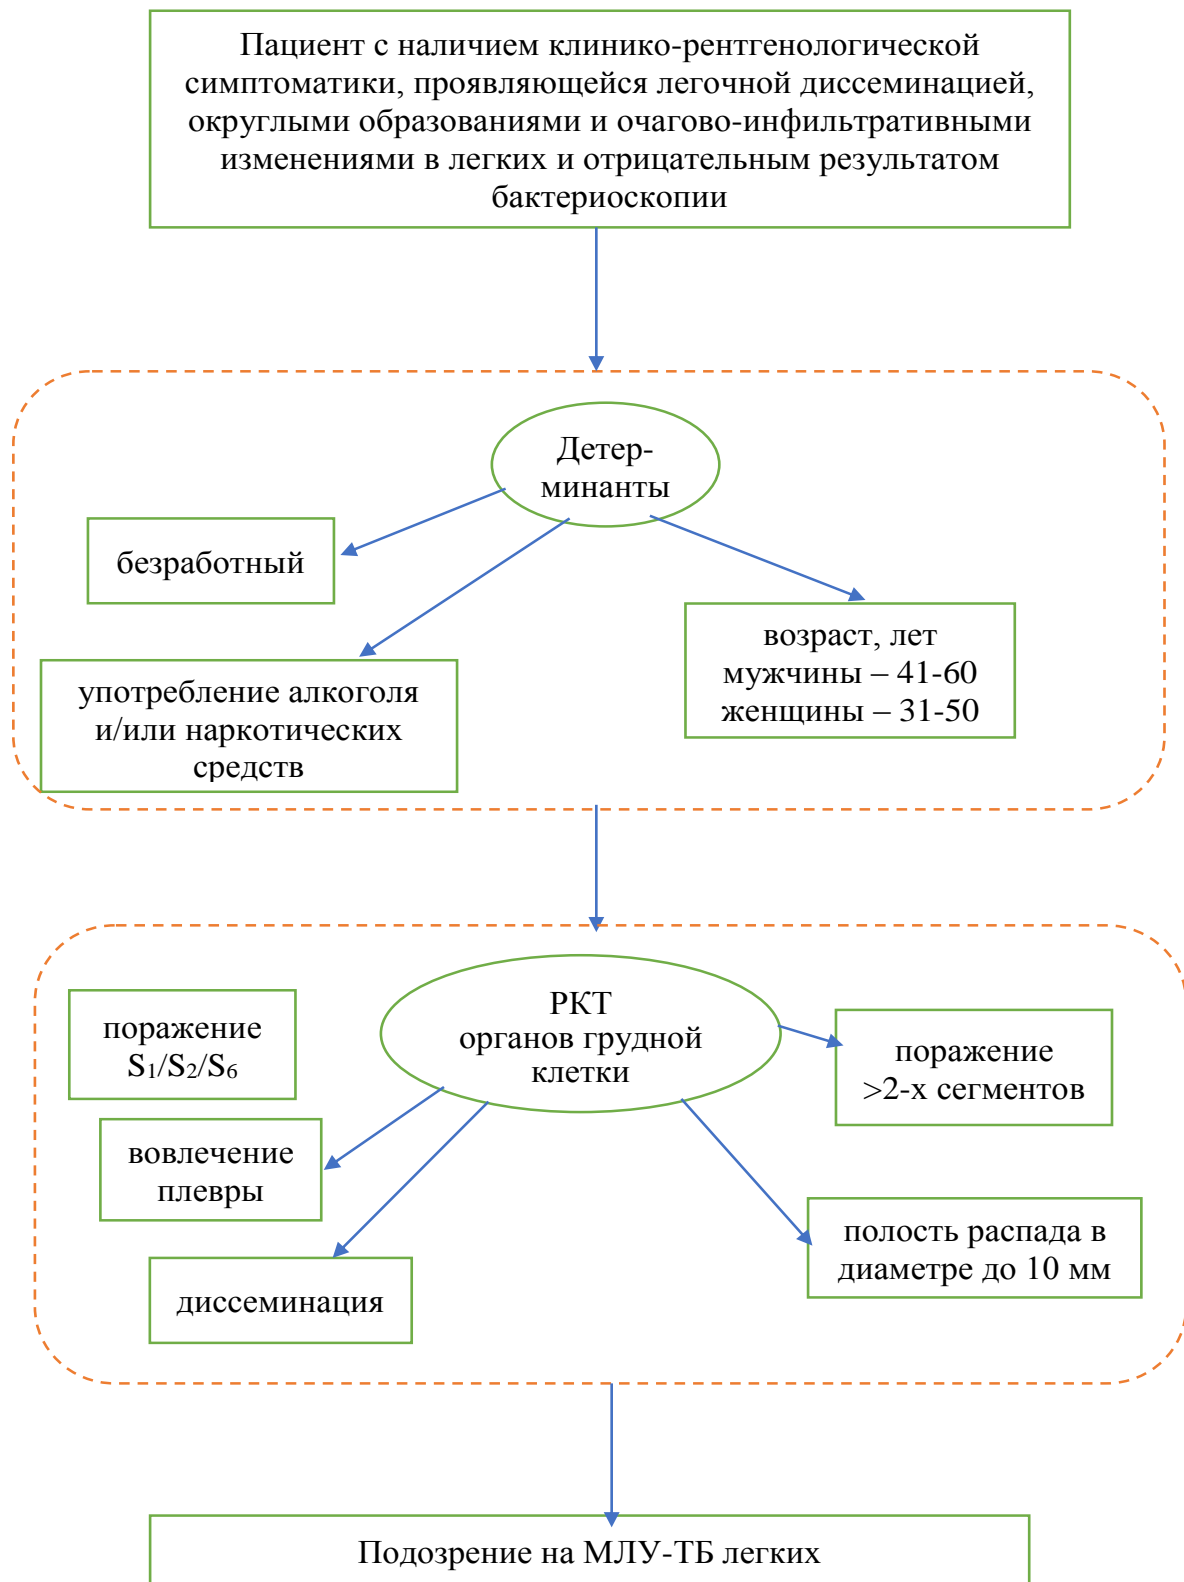 Пациент с наличием клинико-рентгенологической
симптоматики, проявляющейся легочной диссеминацией,
округлыми образованиями и очагово-инфильтративными
изменениями в легких и отрицательным результатом
бактериоскопии
Детер-
минанты
безработный
употребление алкоголя
и/или наркотических
средств
возраст, лет
мужчины – 41-60
женщины – 31-50
РКТ
органов грудной
клетки
поражение
S₁/S₂/S₆
вовлечение
плевры
диссеминация
поражение
>2-х сегментов
полость распада в
диаметре до 10 мм
Подозрение на МЛУ-ТБ легких